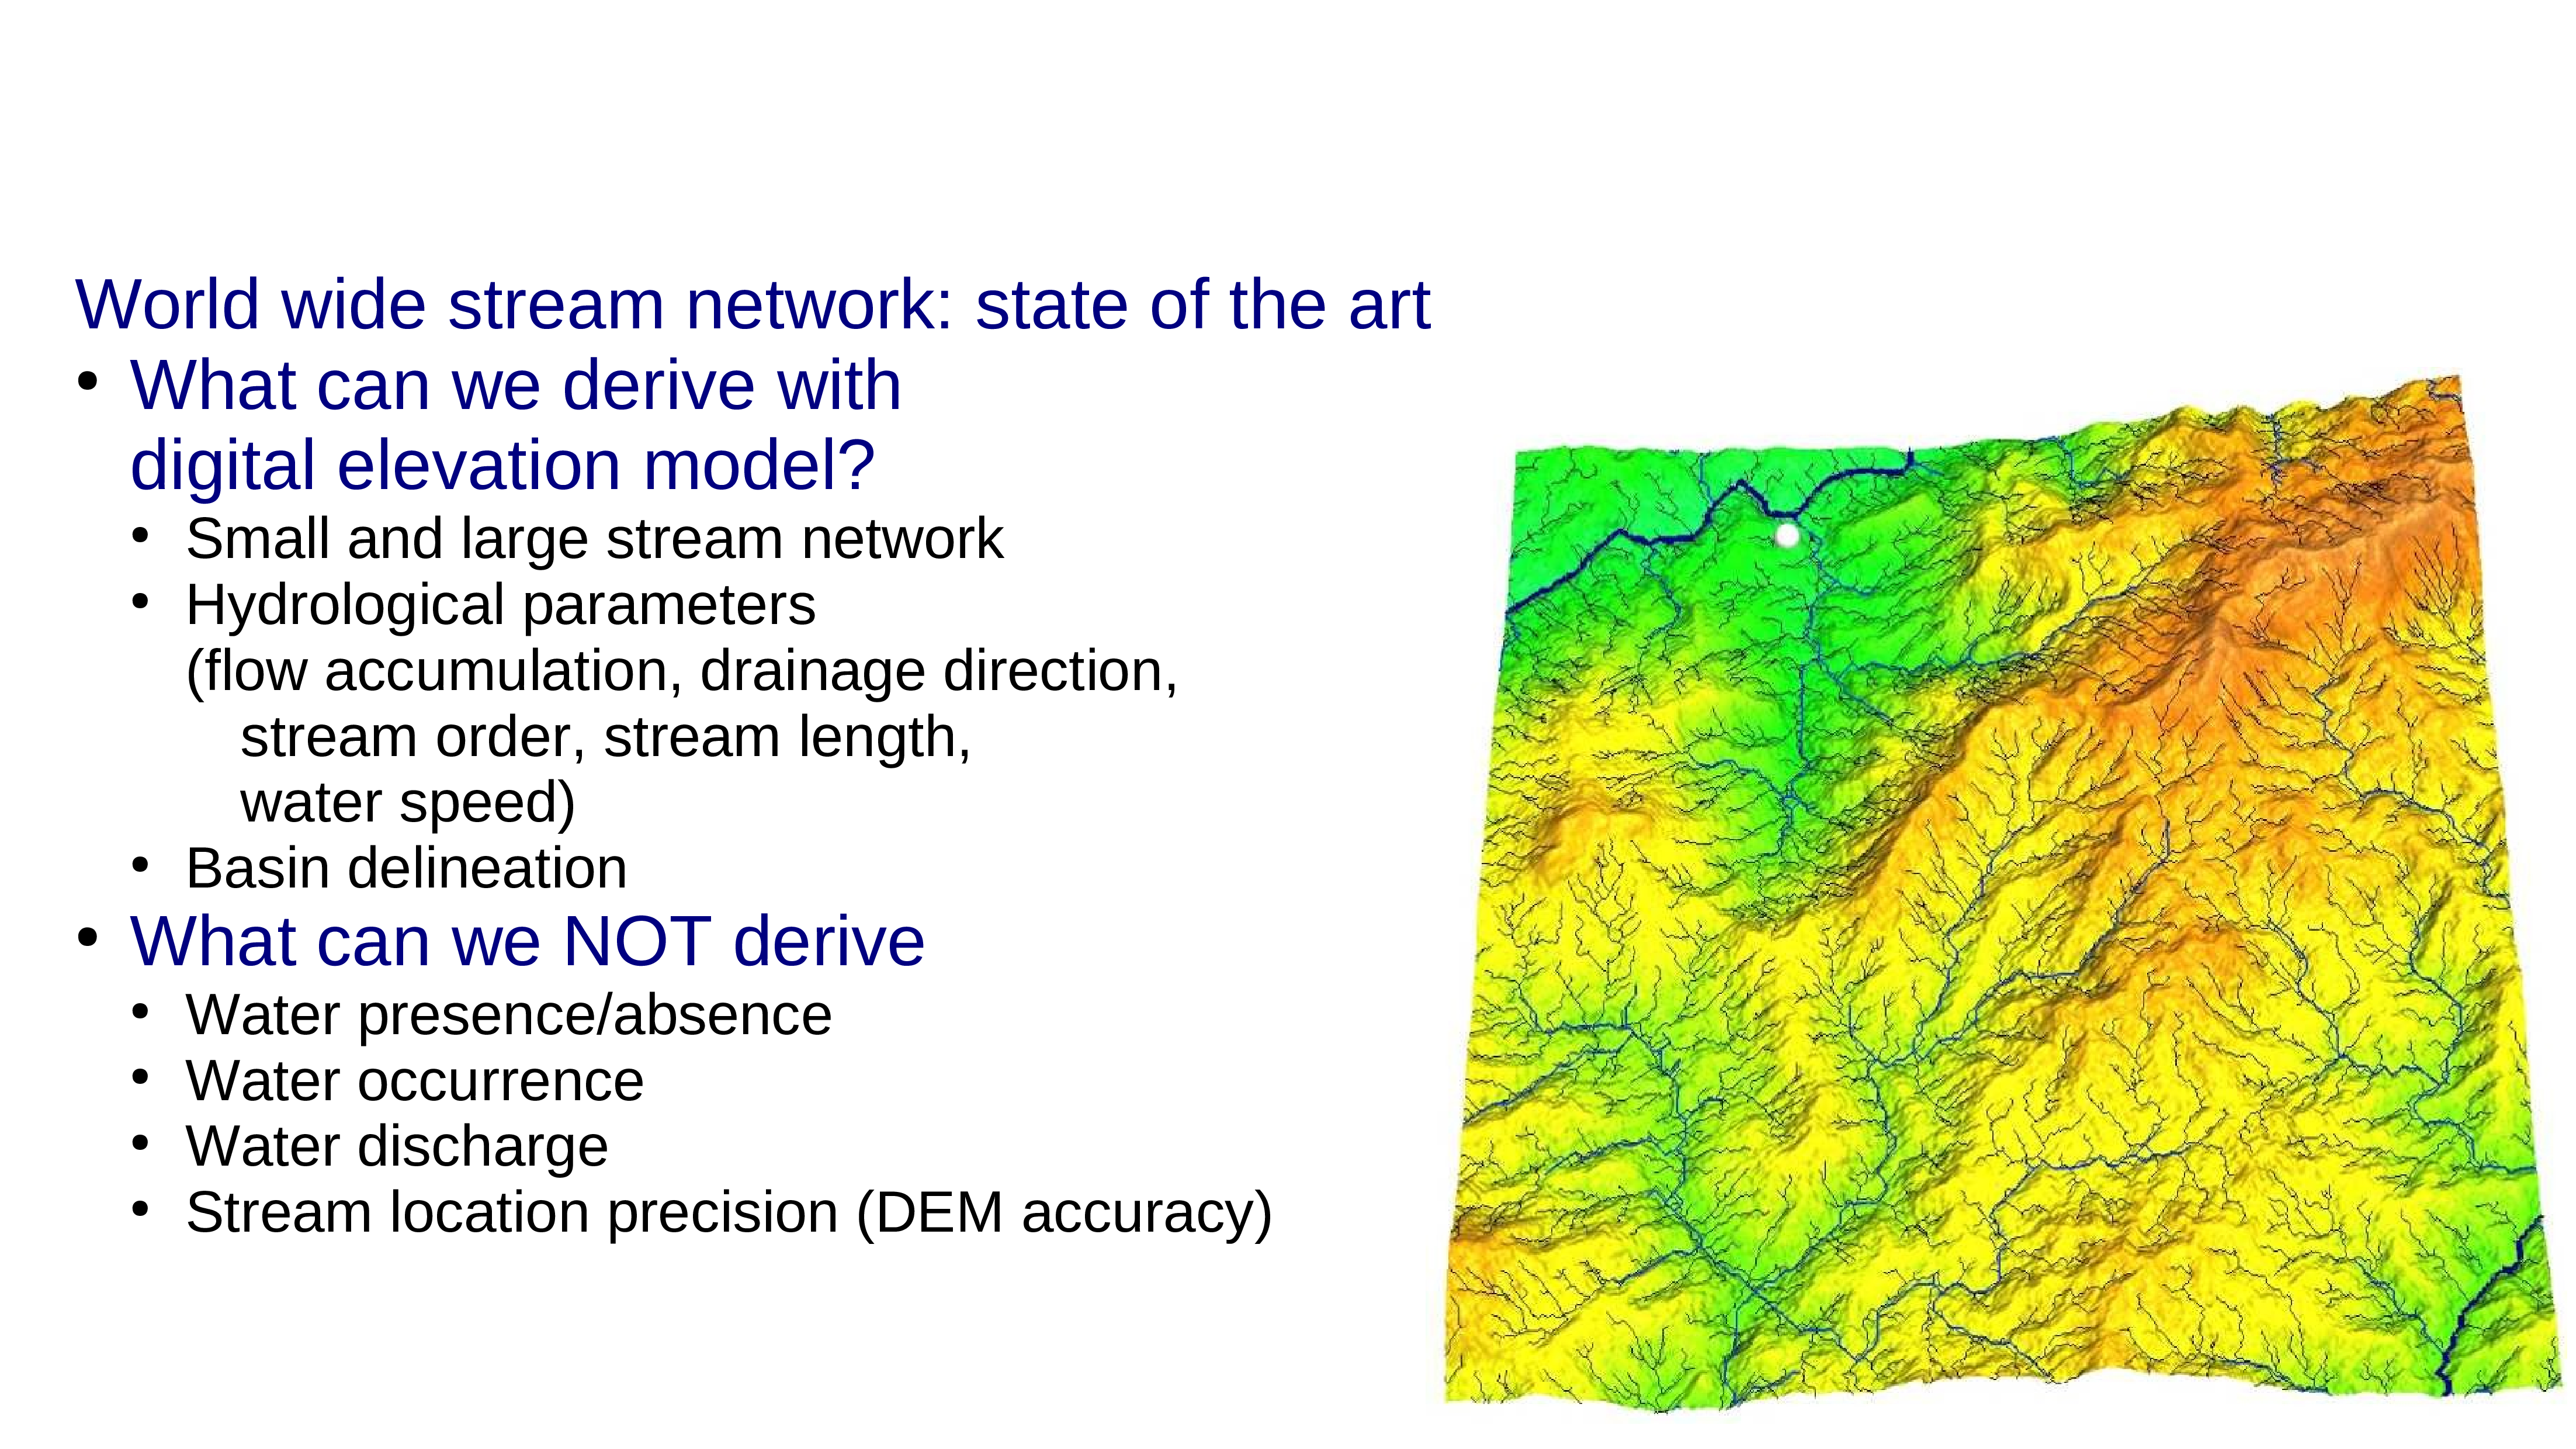 World wide stream network: state of the art
• What can we derive with
digital elevation model?
• Small and large stream network
• Hydrological parameters
(flow accumulation, drainage direction,
stream order, stream length,
water speed)
• Basin delineation
• What can we NOT derive
• Water presence/absence
• Water occurrence
• Water discharge
• Stream location precision (DEM accuracy)